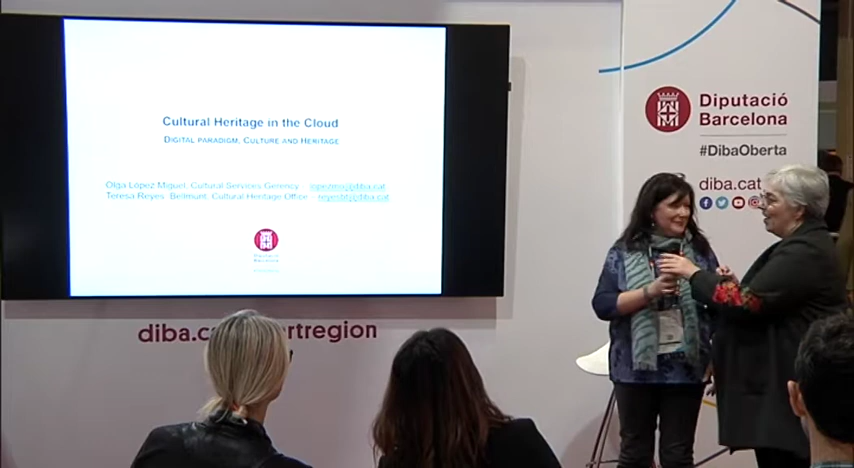 Cultural Heritage in the Cloud
Digital paradigm, Culture and Heritage
Olga López Miguel, Cultural Services Gerency
Teresa Reyes Bellmunt, Cultural Heritage Office
Diputació
Barcelona
#DibaOberta
diba.cat
diba.c
rtregion